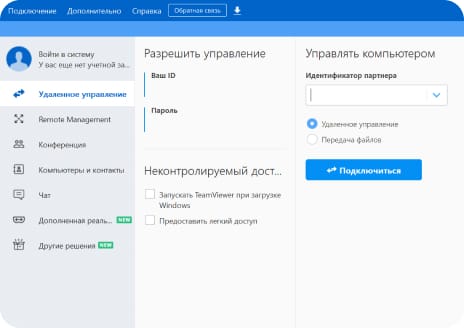 Подключение Дополнительно Справка Обратная связь
Войти в систему
У вас еще нет учетной за...
Удаленное управление
Remote Management
Конференция
Компьютеры и контакты
Чат
Дополненная реаль... NEW
Другие решения NEW
Разрешить управление
Ваш ID
Пароль
Неконтролируемый дост...
Запускать TeamViewer при загрузке
Windows
Предоставить легкий доступ
Управлять компьютером
Идентификатор партнера
Удаленное управление
Передача файлов
Подключиться